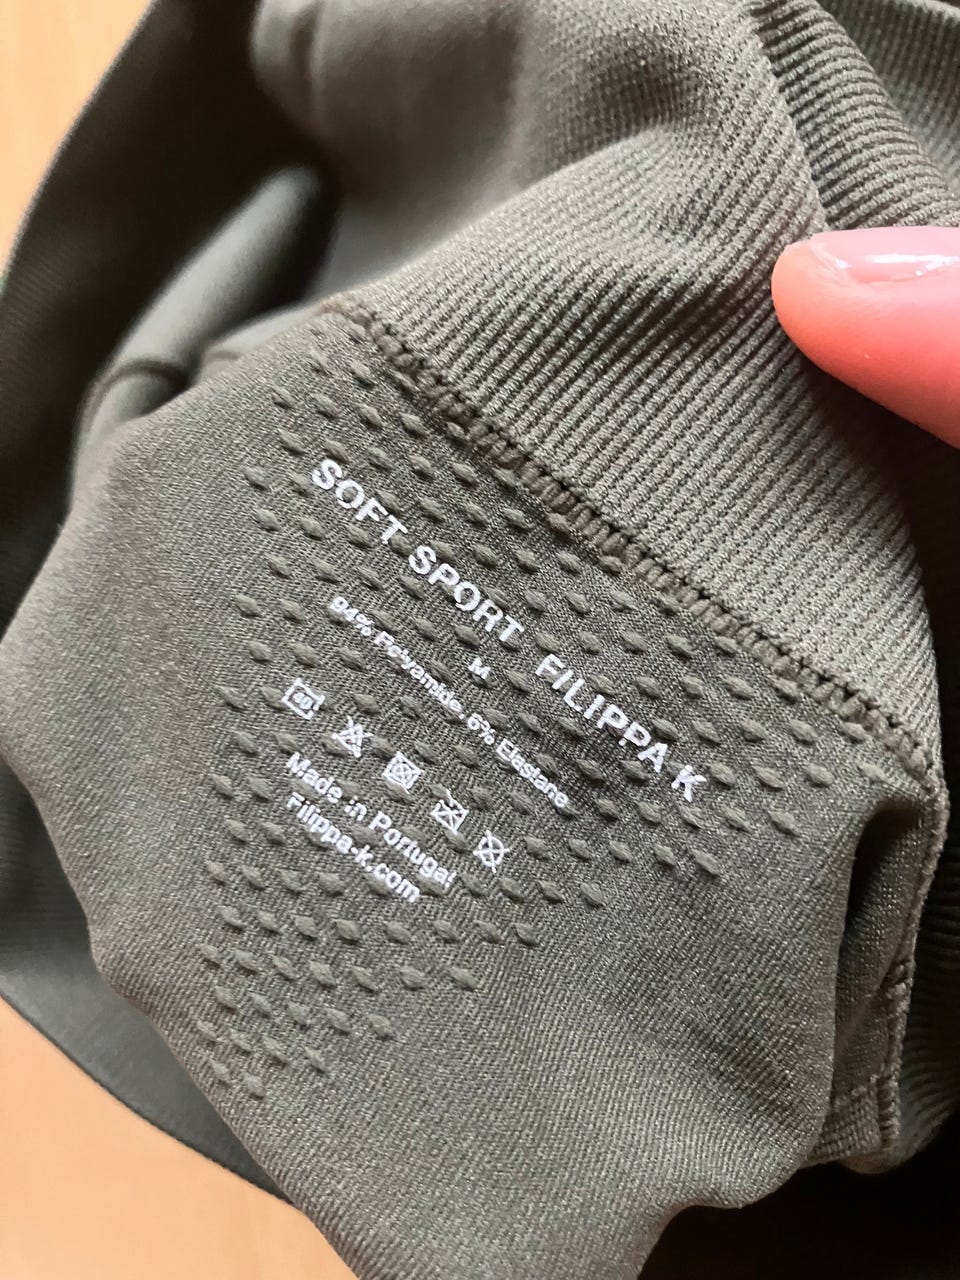 SOFT SPORT FILIPPA K
M
94% Polyamide, 6% Elastane
40
Made in Portugal
Filippa-k.com